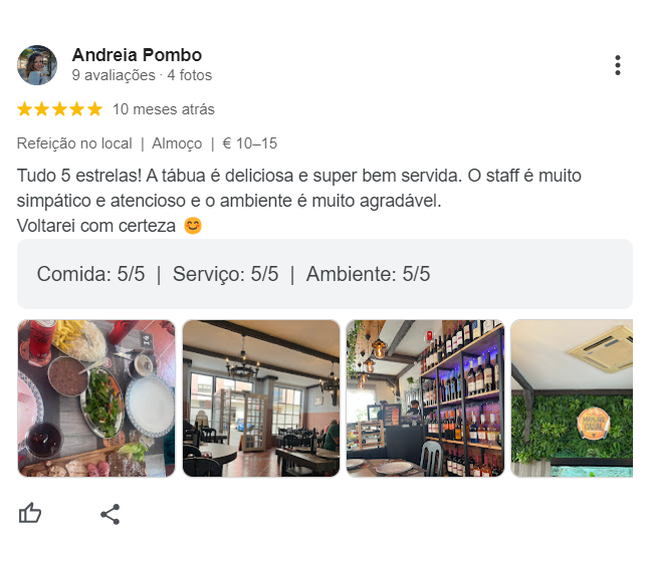 Andreia Pombo
9 avaliações · 4 fotos
10 meses atrás
Refeição no local | Almoço | € 10–15
Tudo 5 estrelas! A tábua é deliciosa e super bem servida. O staff é muito
simpático e atencioso e o ambiente é muito agradável.
Voltarei com certeza 😊
Comida: 5/5 | Serviço: 5/5 | Ambiente: 5/5